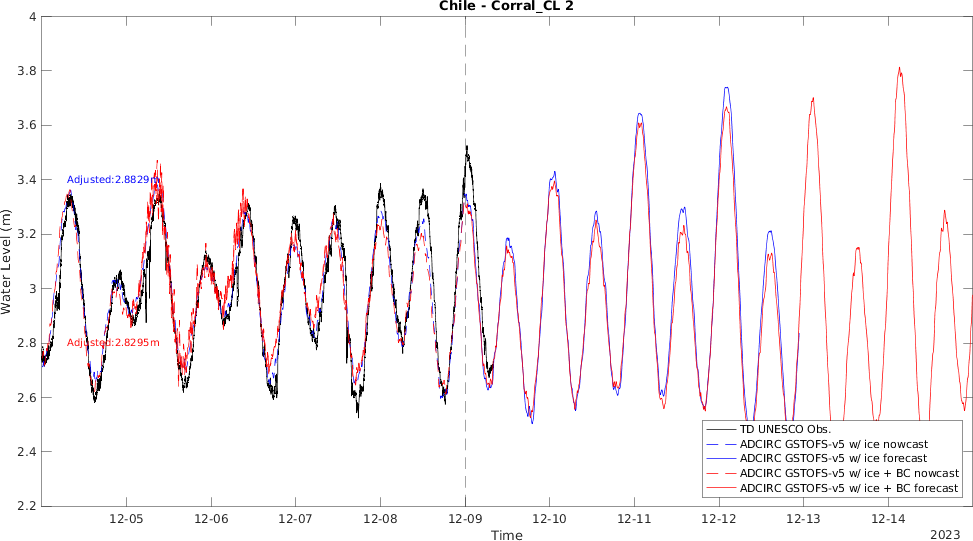 Chile - Corral_CL 2
4
3.8
3.6
3.4
3.2
3
2.8
2.6
2.4
2.2
Water Level (m)
Adjusted:2.8829m
Adjusted:2.8295m
TD UNESCO Obs.
ADCIRC GSTOFS-v5 w/ ice nowcast
ADCIRC GSTOFS-v5 w/ ice forecast
ADCIRC GSTOFS-v5 w/ ice + BC nowcast
ADCIRC GSTOFS-v5 w/ ice + BC forecast
12-05 12-06 12-07 12-08 12-09 12-10 12-11 12-12 12-13 12-14
Time
2023